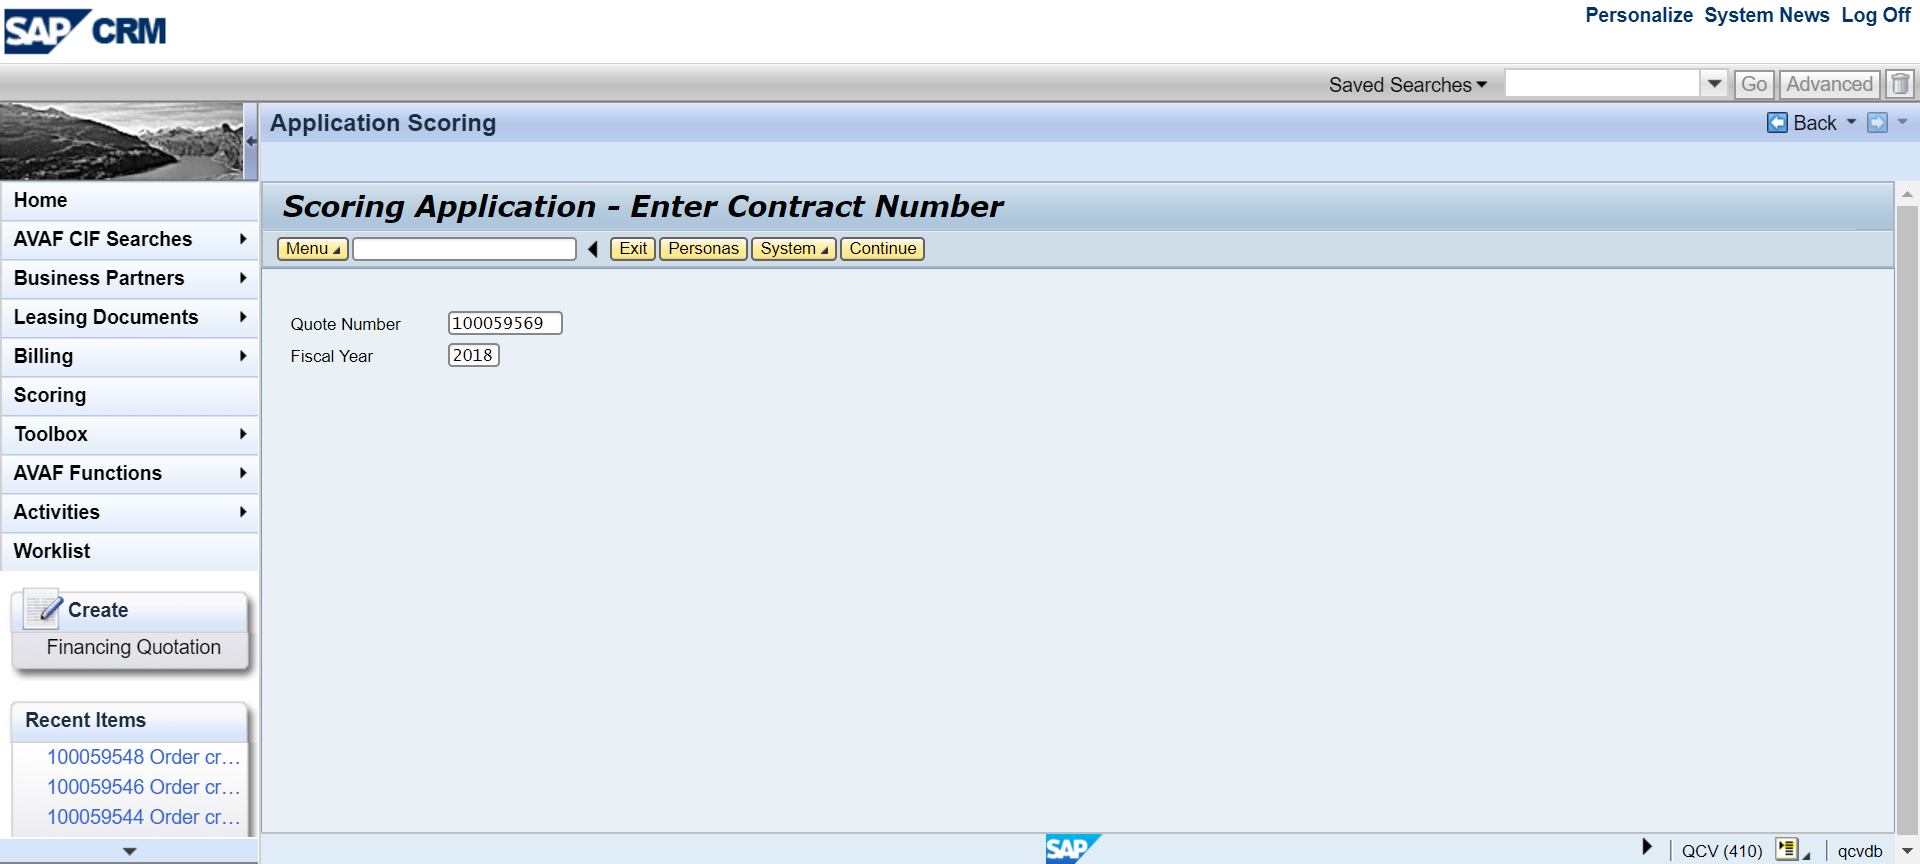 SAP CRM
Personalize System News Log Off
Saved Searches Go Advanced
Application Scoring
Back
Scoring Application - Enter Contract Number
Menu Exit Personas System Continue
Quote Number 100059569
Fiscal Year 2018
Home
AVAF CIF Searches
Business Partners
Leasing Documents
Billing
Scoring
Toolbox
AVAF Functions
Activities
Worklist
Create
Financing Quotation
Recent Items
100059548 Order cr...
100059546 Order cr...
100059544 Order cr...
SAP
QCV (410) qcvdb